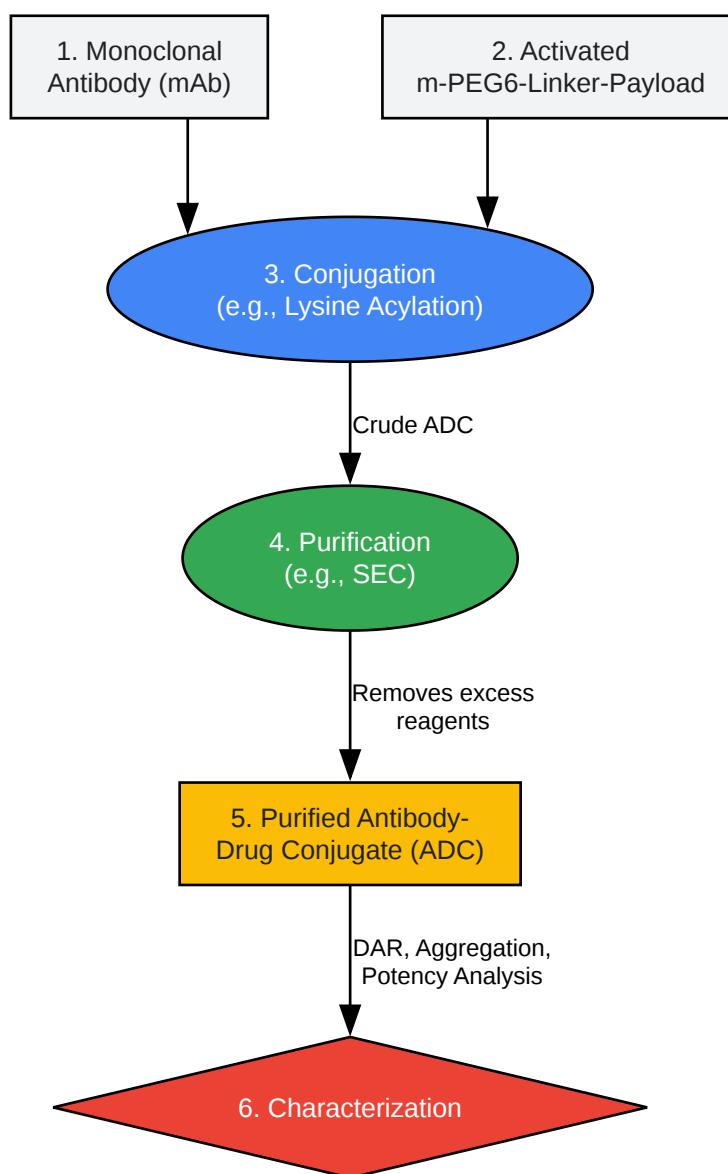 1. Monoclonal
Antibody (mAb)
2. Activated
m-PEG6-Linker-Payload
3. Conjugation
(e.g., Lysine Acylation)
Crude ADC
4. Purification
(e.g., SEC)
Removes excess
reagents
5. Purified Antibody-
Drug Conjugate (ADC)
DAR, Aggregation,
Potency Analysis
6. Characterization